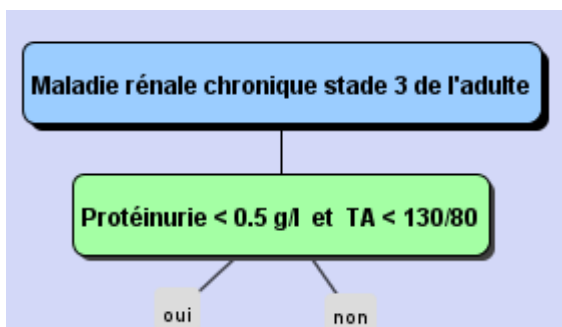 Maladie rénale chronique stade 3 de l'adulte
Protéinurie < 0.5 g/l et TA < 130/80
oui
non